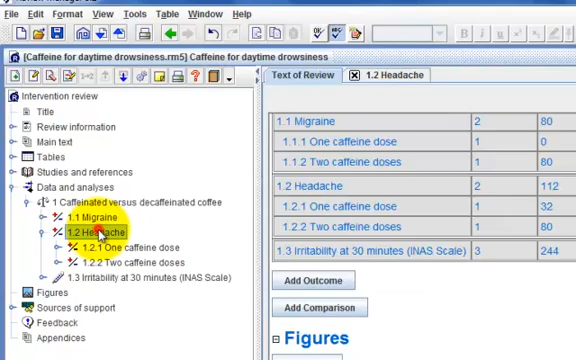 File Edit Format View Tools Table Window Help
B I U
[Caffeine for daytime drowsiness.rm5] Caffeine for daytime drowsiness
Intervention review
Title
Review information
Main text
Tables
Studies and references
Data and analyses
1 Caffeinated versus decaffeinated coffee
1.1 Migraine
1.2 Headache
1.2.1 One caffeine dose
1.2.2 Two caffeine doses
1.3 Irritability at 30 minutes (INAS Scale)
Figures
Sources of support
Feedback
Appendices
Text of Review 1.2 Headache
1.1 Migraine 2 80
1.1.1 One caffeine doses 1 0
1.1.2 Two caffeine doses 1 80
1.2 Headache 2 112
1.2.1 One caffeine doses 1 32
1.2.2 Two caffeine doses 1 80
1.3 Irritability at 30 minutes (INAS Scale) 3 244
Add Outcome
Add Comparison
Figures